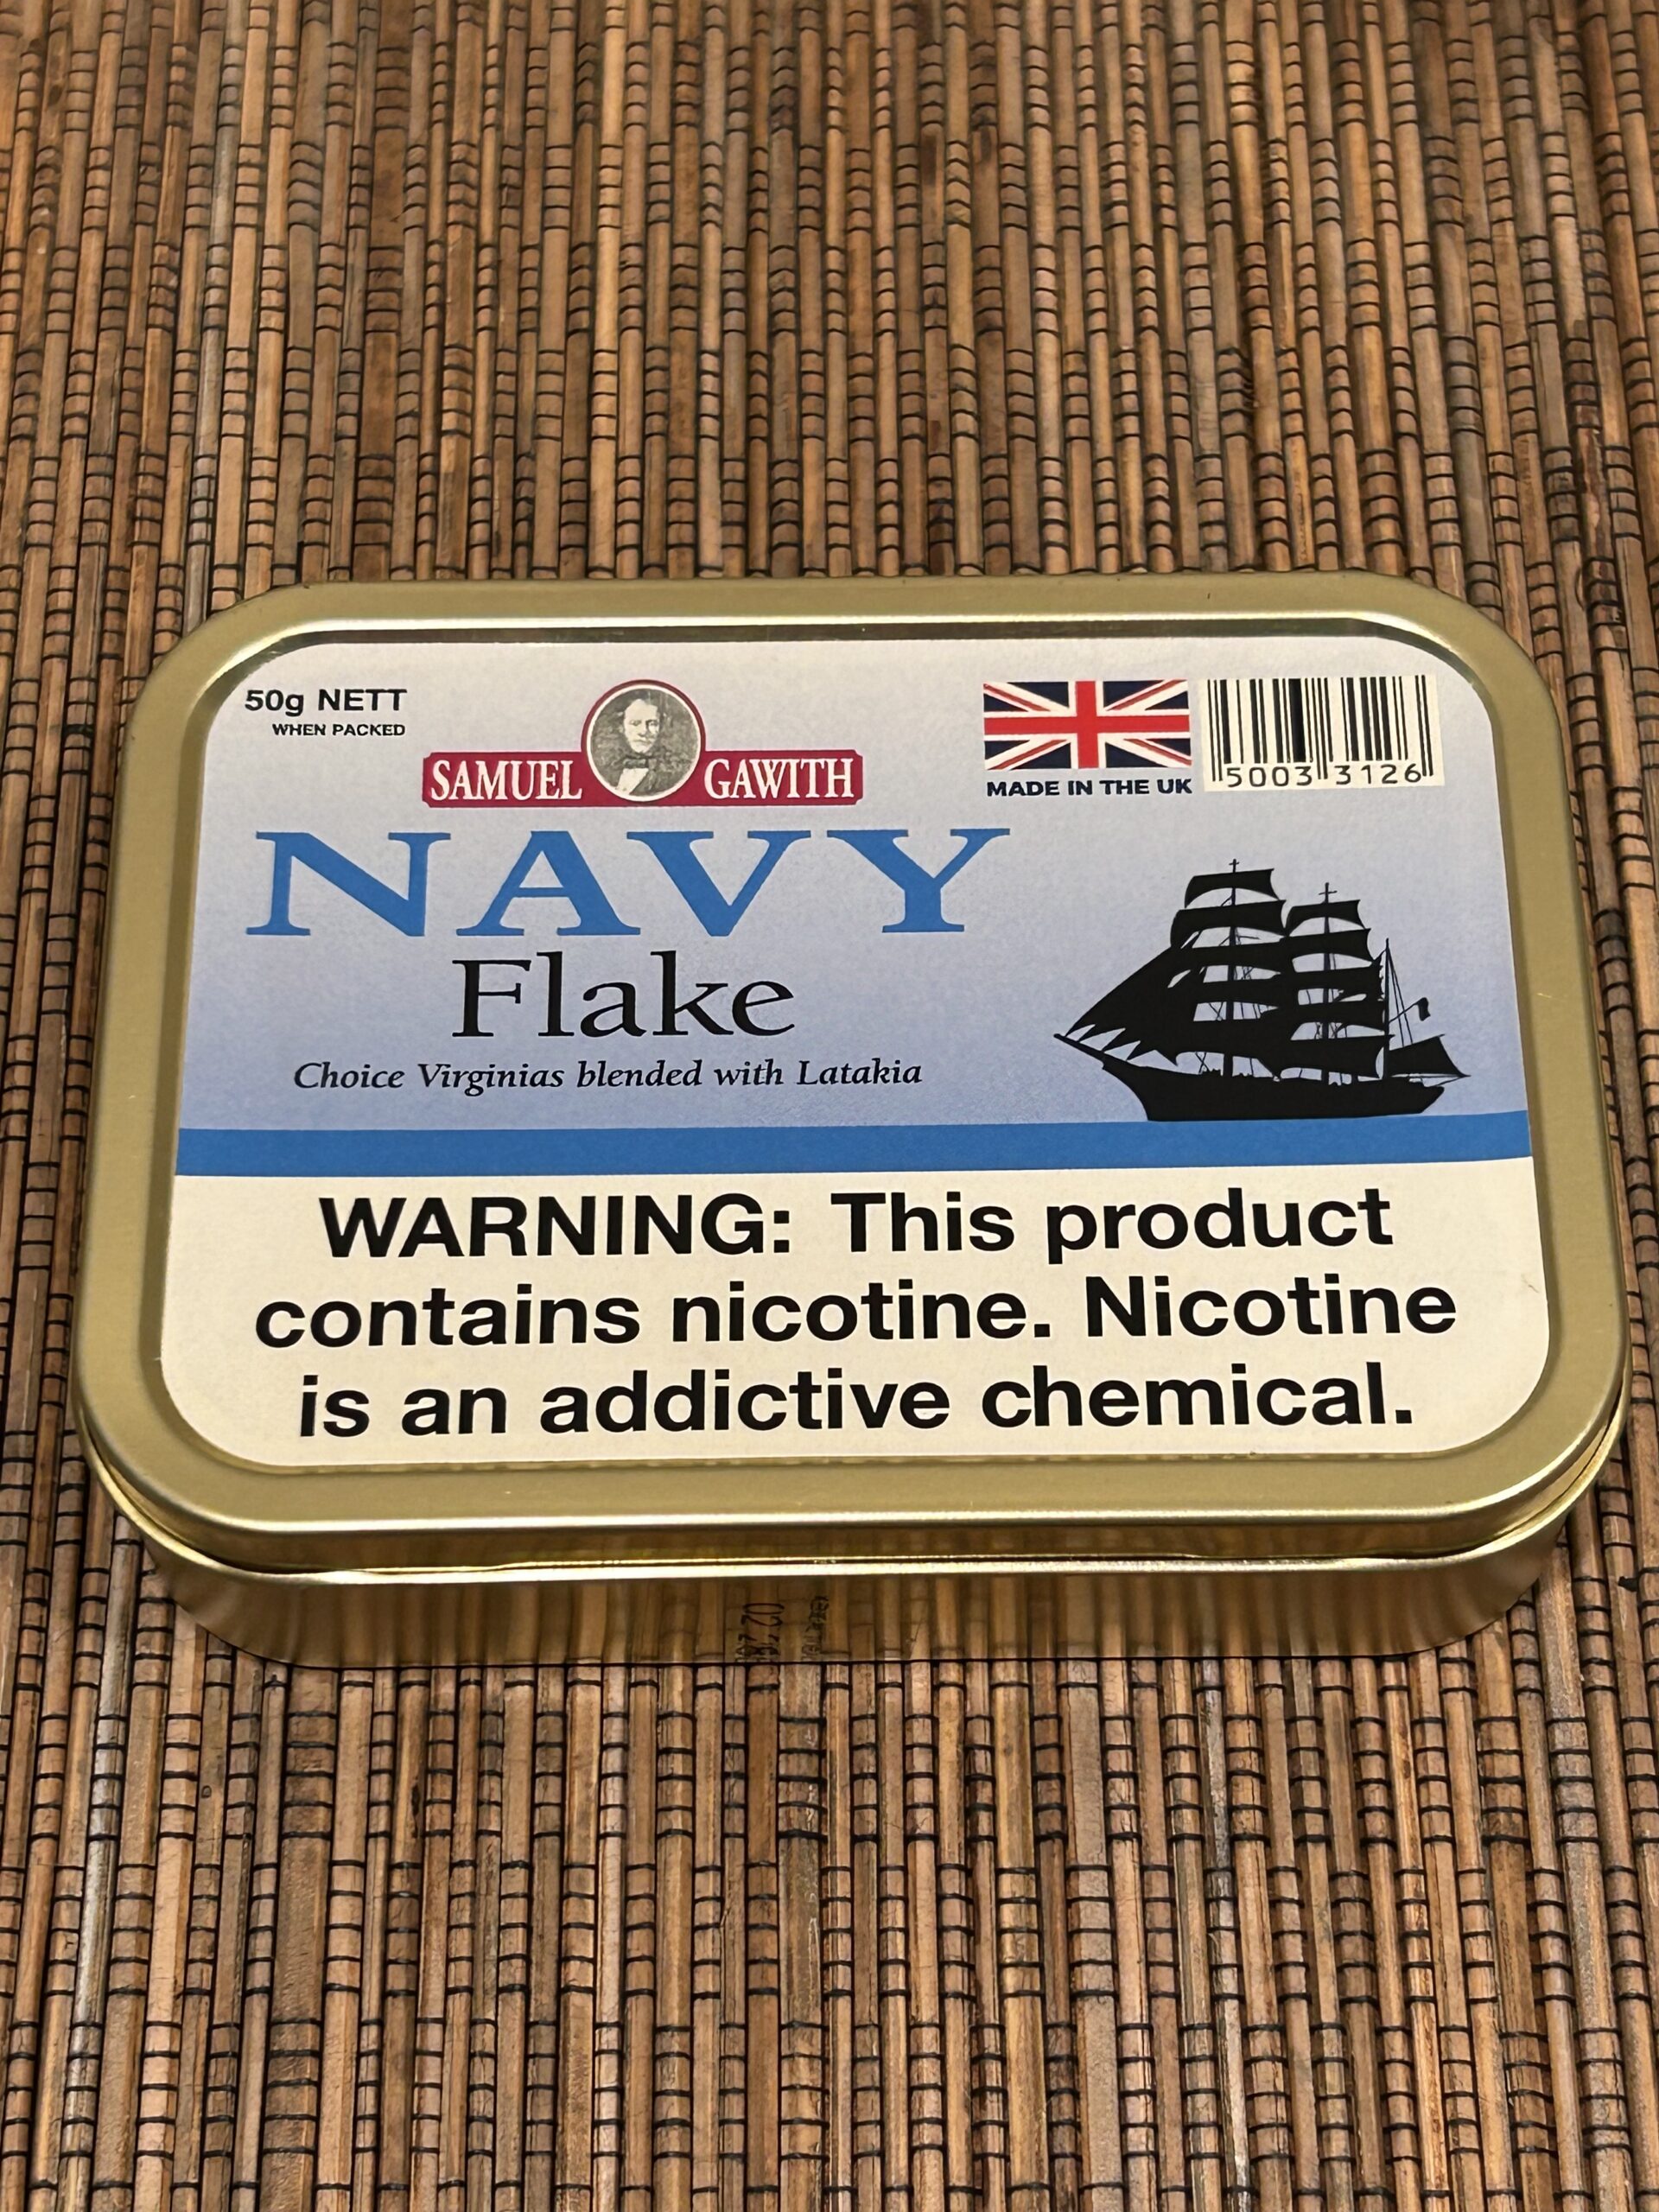 50g NETT
WHEN PACKED
SAMUEL GAWITH
MADE IN THE UK
5003 3126
NAVY
Flake
Choice Virginias blended with Latakia
WARNING: This product
contains nicotine. Nicotine
is an addictive chemical.